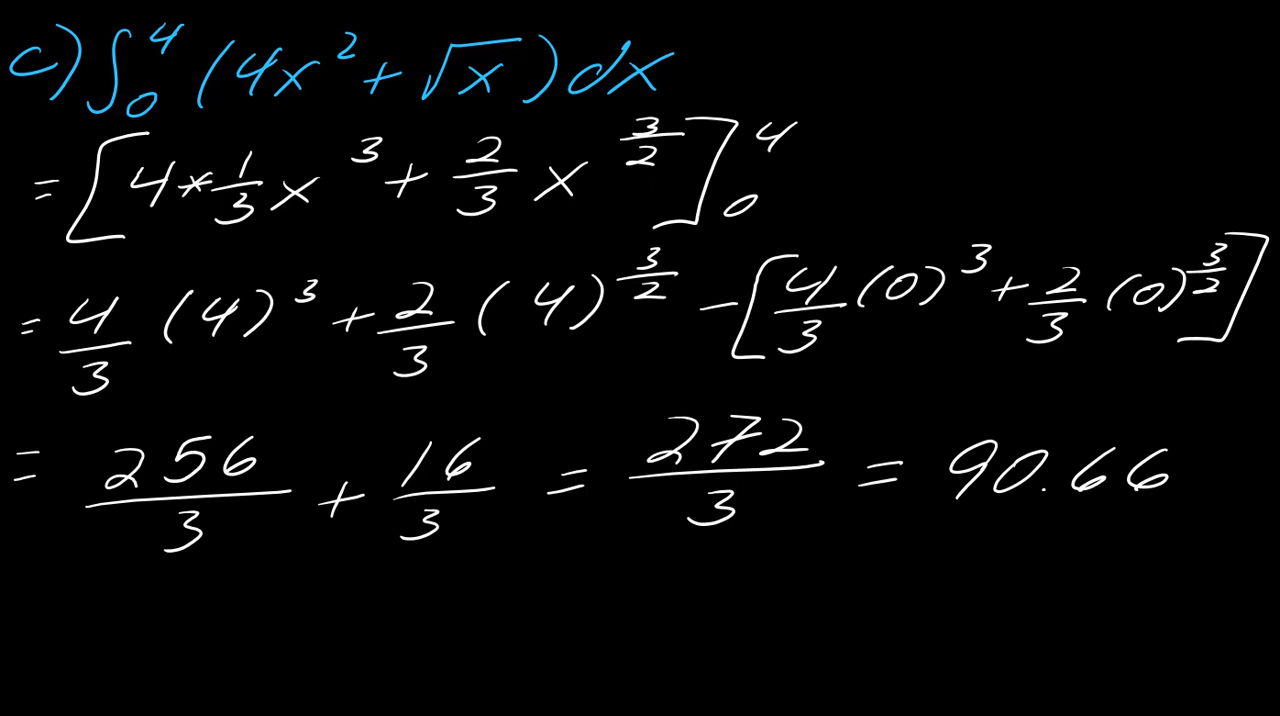 c) ∫₀⁴ (4x² + √x) dx
= [4 * 1/3 x³ + 2/3 x^(3/2)]₀⁴
= 4/3 (4)³ + 2/3 (4)^(3/2) - [4/3 (0)³ + 2/3 (0)^(3/2)]
= 256/3 + 16/3 = 272/3 = 90.66